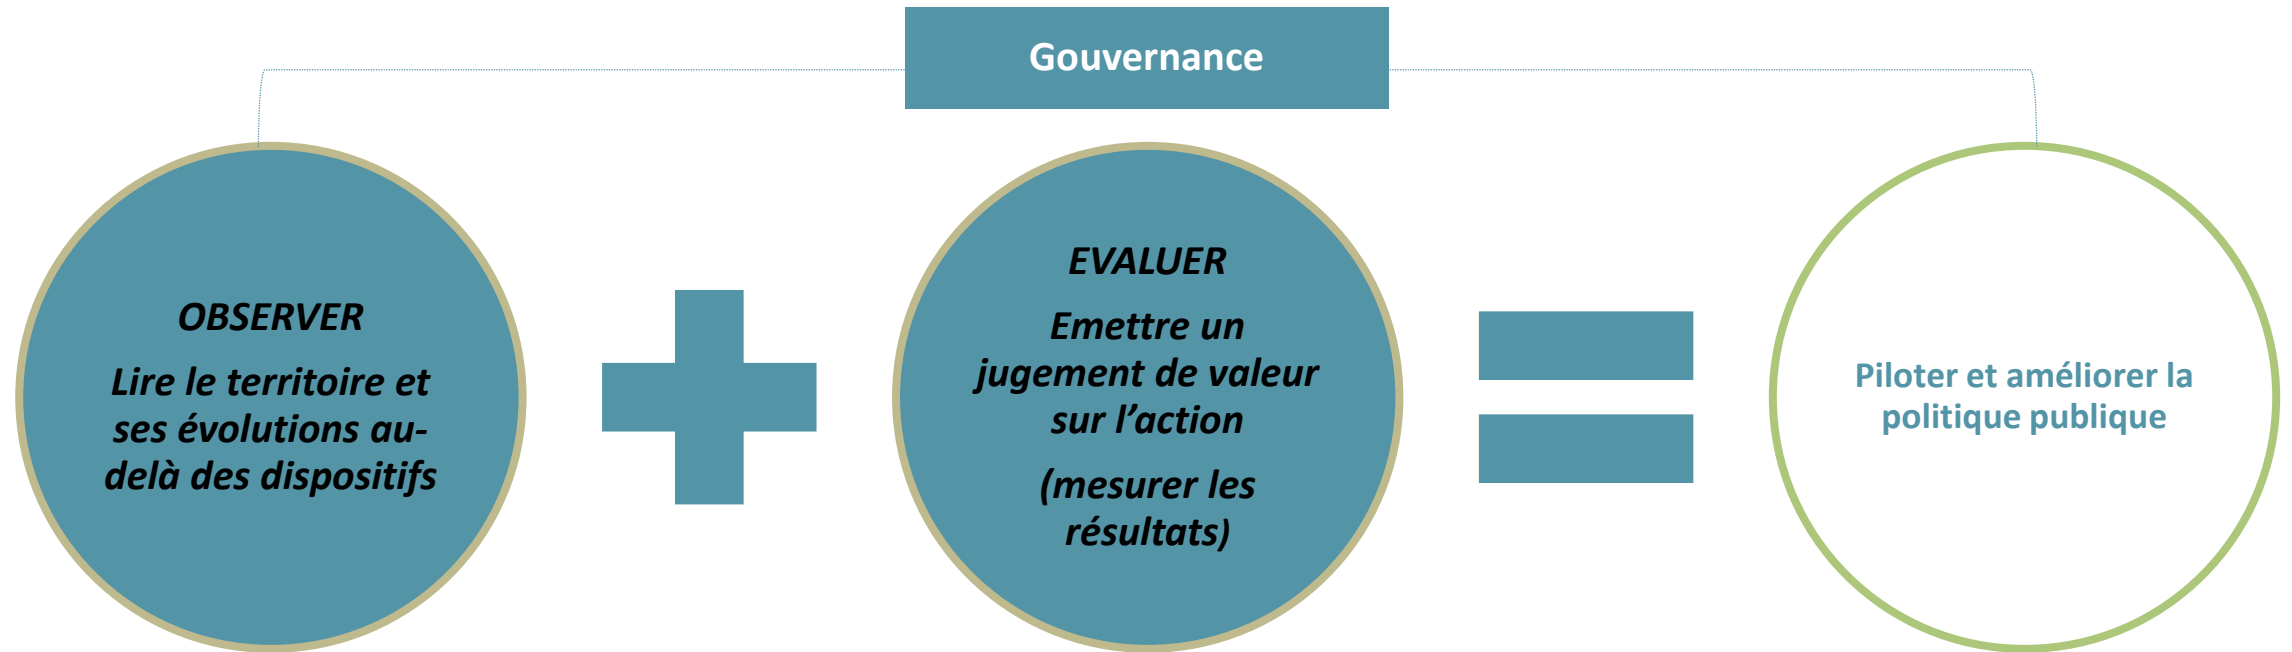 Gouvernance
OBSERVER
Lire le territoire et
ses évolutions au-
delà des dispositifs
EVALUER
Emettre un
jugement de valeur
sur l’action
(mesurer les
résultats)
Piloter et améliorer la
politique publique